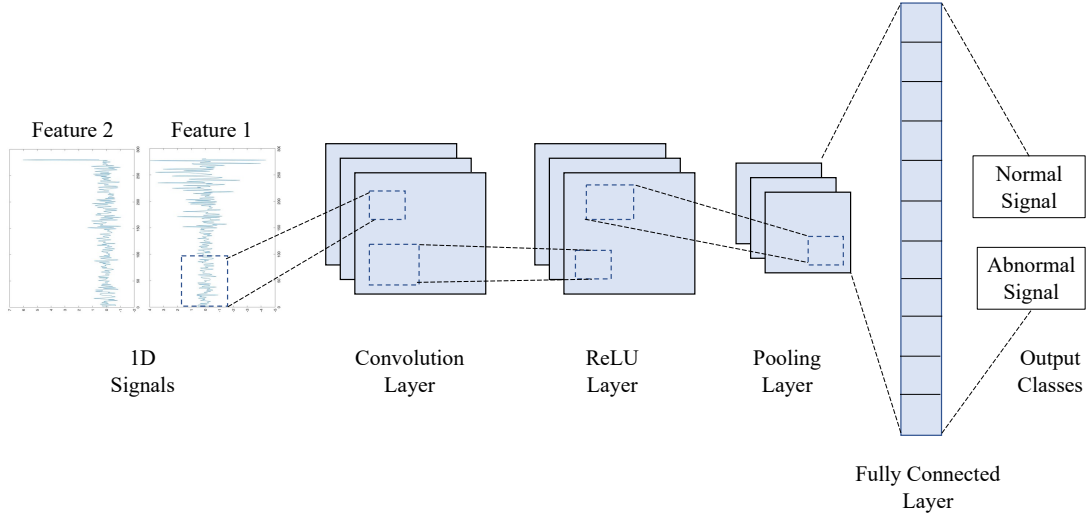 Feature 2
Feature 1
Normal
Signal
Abnormal
Signal
1D
Signals
Convolution
Layer
ReLU
Layer
Pooling
Layer
Output
Classes
Fully Connected
Layer